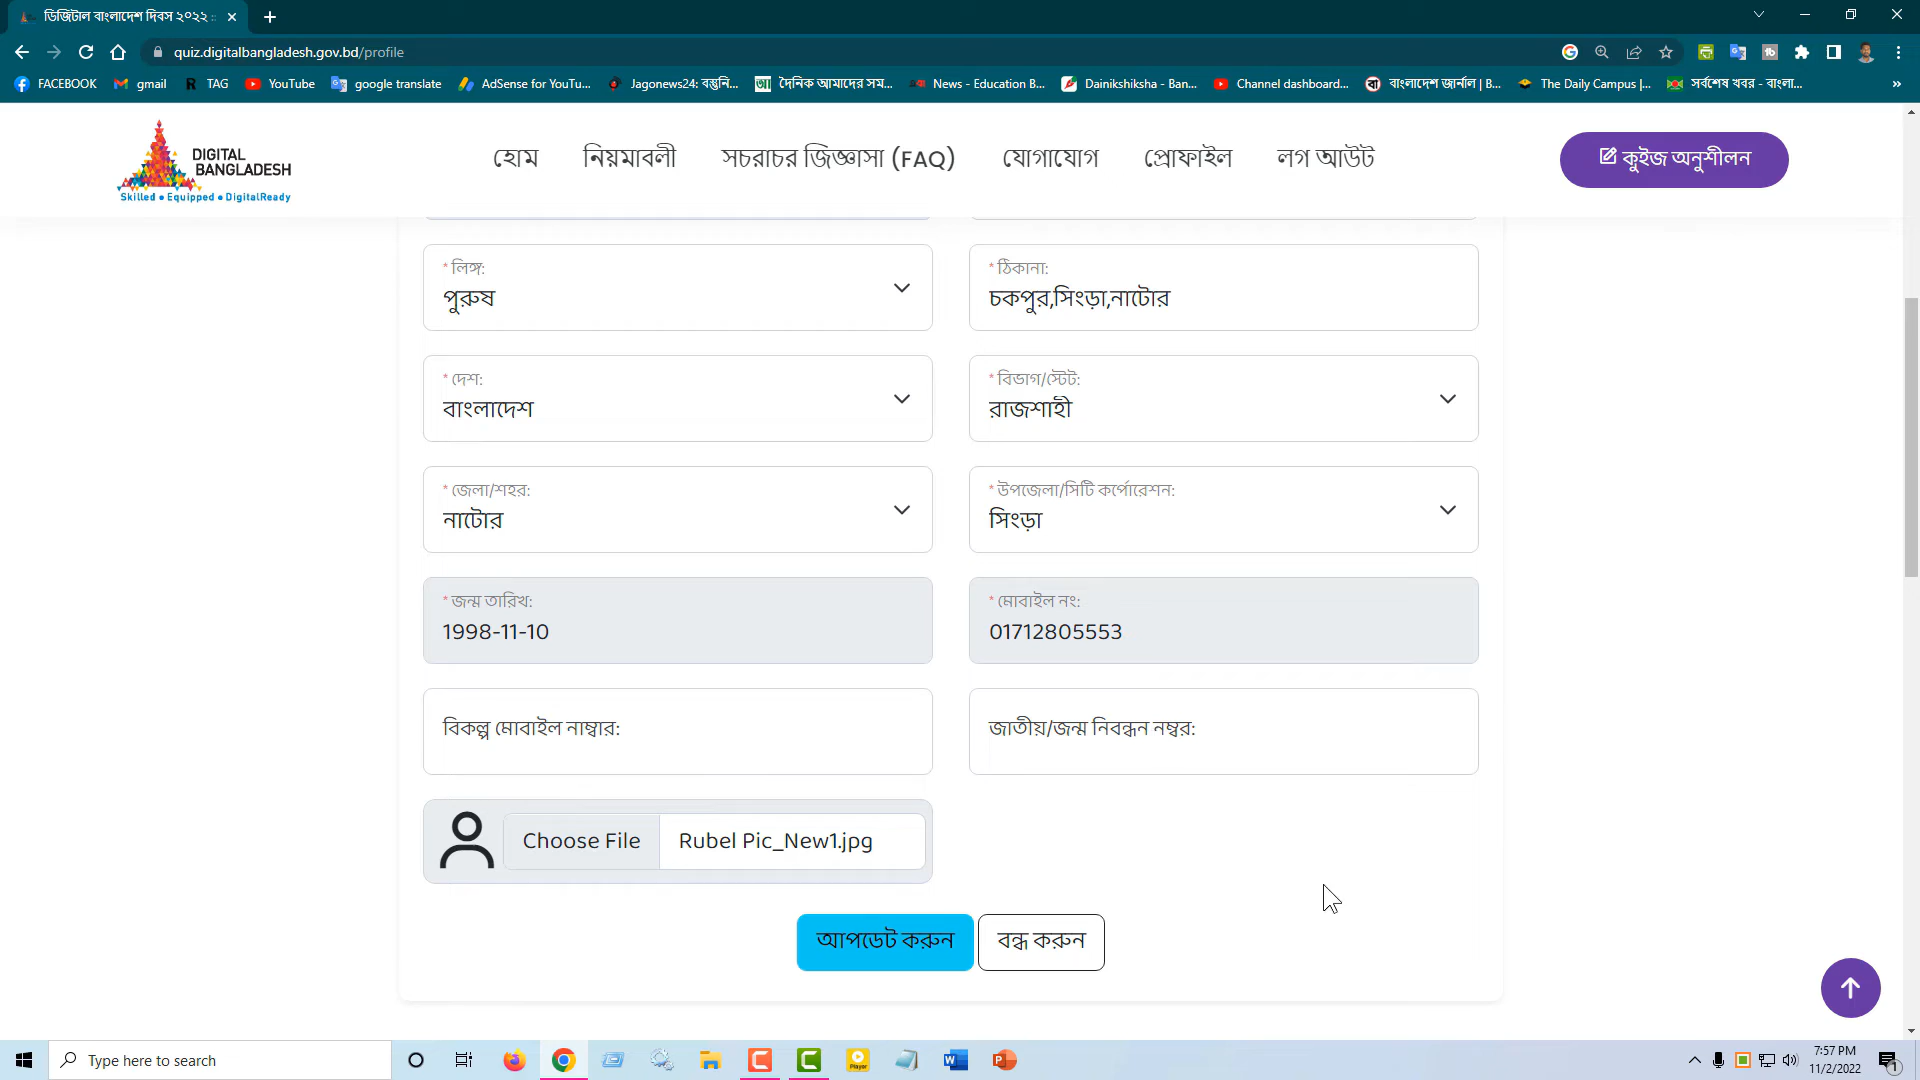 ডিজিটাল বাংলাদেশ দিবস ২০২২
quiz.digitalbangladesh.gov.bd/profile
FACEBOOK gmail TAG YouTube google translate AdSense for YouTu... Jagonews24: বস্তুনি... দৈনিক আমাদের সম... News - Education B... Dainikshiksha - Ban... Channel dashboard... বাংলাদেশ জার্নাল | B... The Daily Campus |... সর্বশেষ খবর - বাংলা... »
DIGITAL
BANGLADESH
Skilled • Equipped • DigitalReady
হোম নিয়মাবলী সচরাচর জিজ্ঞাসা (FAQ) যোগাযোগ প্রোফাইল লগ আউট কুইজ অনুশীলন
* লিঙ্গ:
পুরুষ
* ঠিকানা:
চকপুর,সিংড়া,নাটোর
* দেশ:
বাংলাদেশ
* বিভাগ/স্টেট:
রাজশাহী
* জেলা/শহর:
নাটোর
* উপজেলা/সিটি কর্পোরেশন:
সিংড়া
* জন্ম তারিখ:
1998-11-10
* মোবাইল নং:
01712805553
বিকল্প মোবাইল নাম্বার:
জাতীয়/জন্ম নিবন্ধন নম্বর:
Choose File Rubel Pic_New1.jpg
আপডেট করুন বন্ধ করুন
Type here to search
7:57 PM
11/2/2022